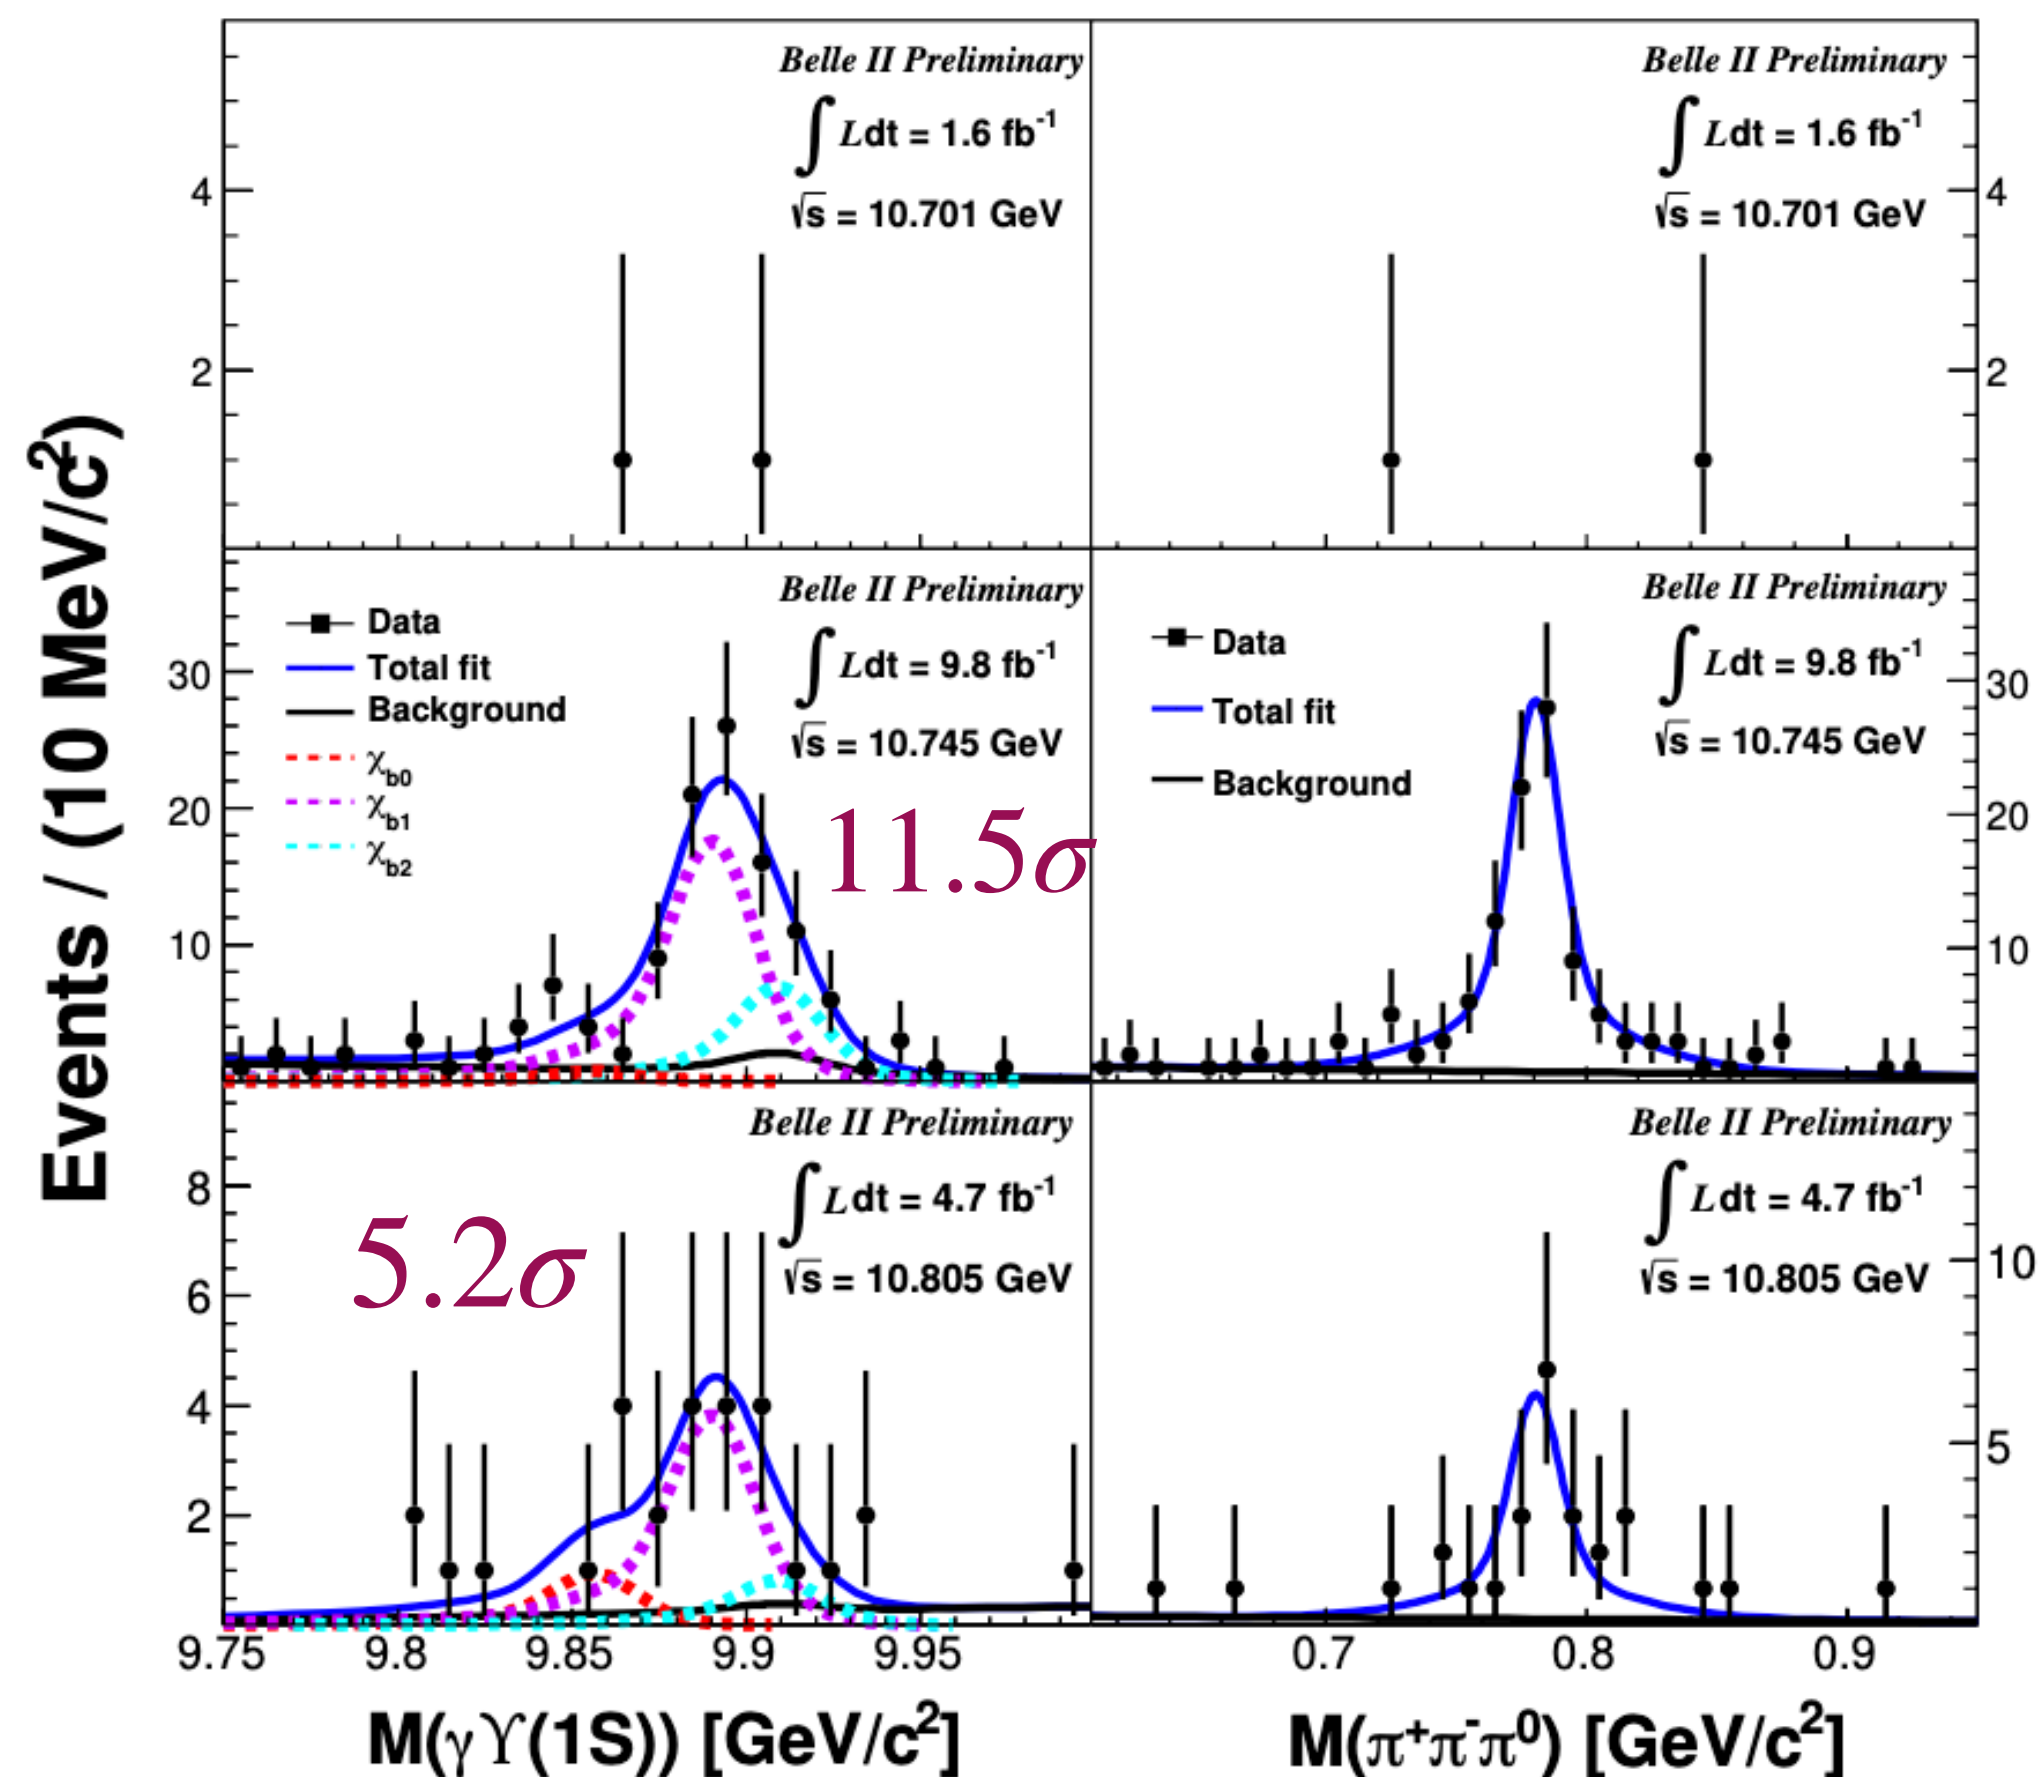 Events / (10 MeV/c²)
Belle II Preliminary
∫ Ldt = 1.6 fb⁻¹
√s = 10.701 GeV
4
2
Belle II Preliminary
∫ Ldt = 1.6 fb⁻¹
√s = 10.701 GeV
4
2
Belle II Preliminary
∫ Ldt = 9.8 fb⁻¹
√s = 10.745 GeV
Data
Total fit
Background
χb0
χb1
χb2
11.5σ
30
20
10
Belle II Preliminary
∫ Ldt = 9.8 fb⁻¹
√s = 10.745 GeV
Data
Total fit
Background
30
20
10
Belle II Preliminary
∫ Ldt = 4.7 fb⁻¹
√s = 10.805 GeV
5.2σ
8
6
4
2
Belle II Preliminary
∫ Ldt = 4.7 fb⁻¹
√s = 10.805 GeV
10
5
9.75 9.8 9.85 9.9 9.95
0.7 0.8 0.9
M(γϒ(1S)) [GeV/c²]
M(π⁺π⁻π⁰) [GeV/c²]